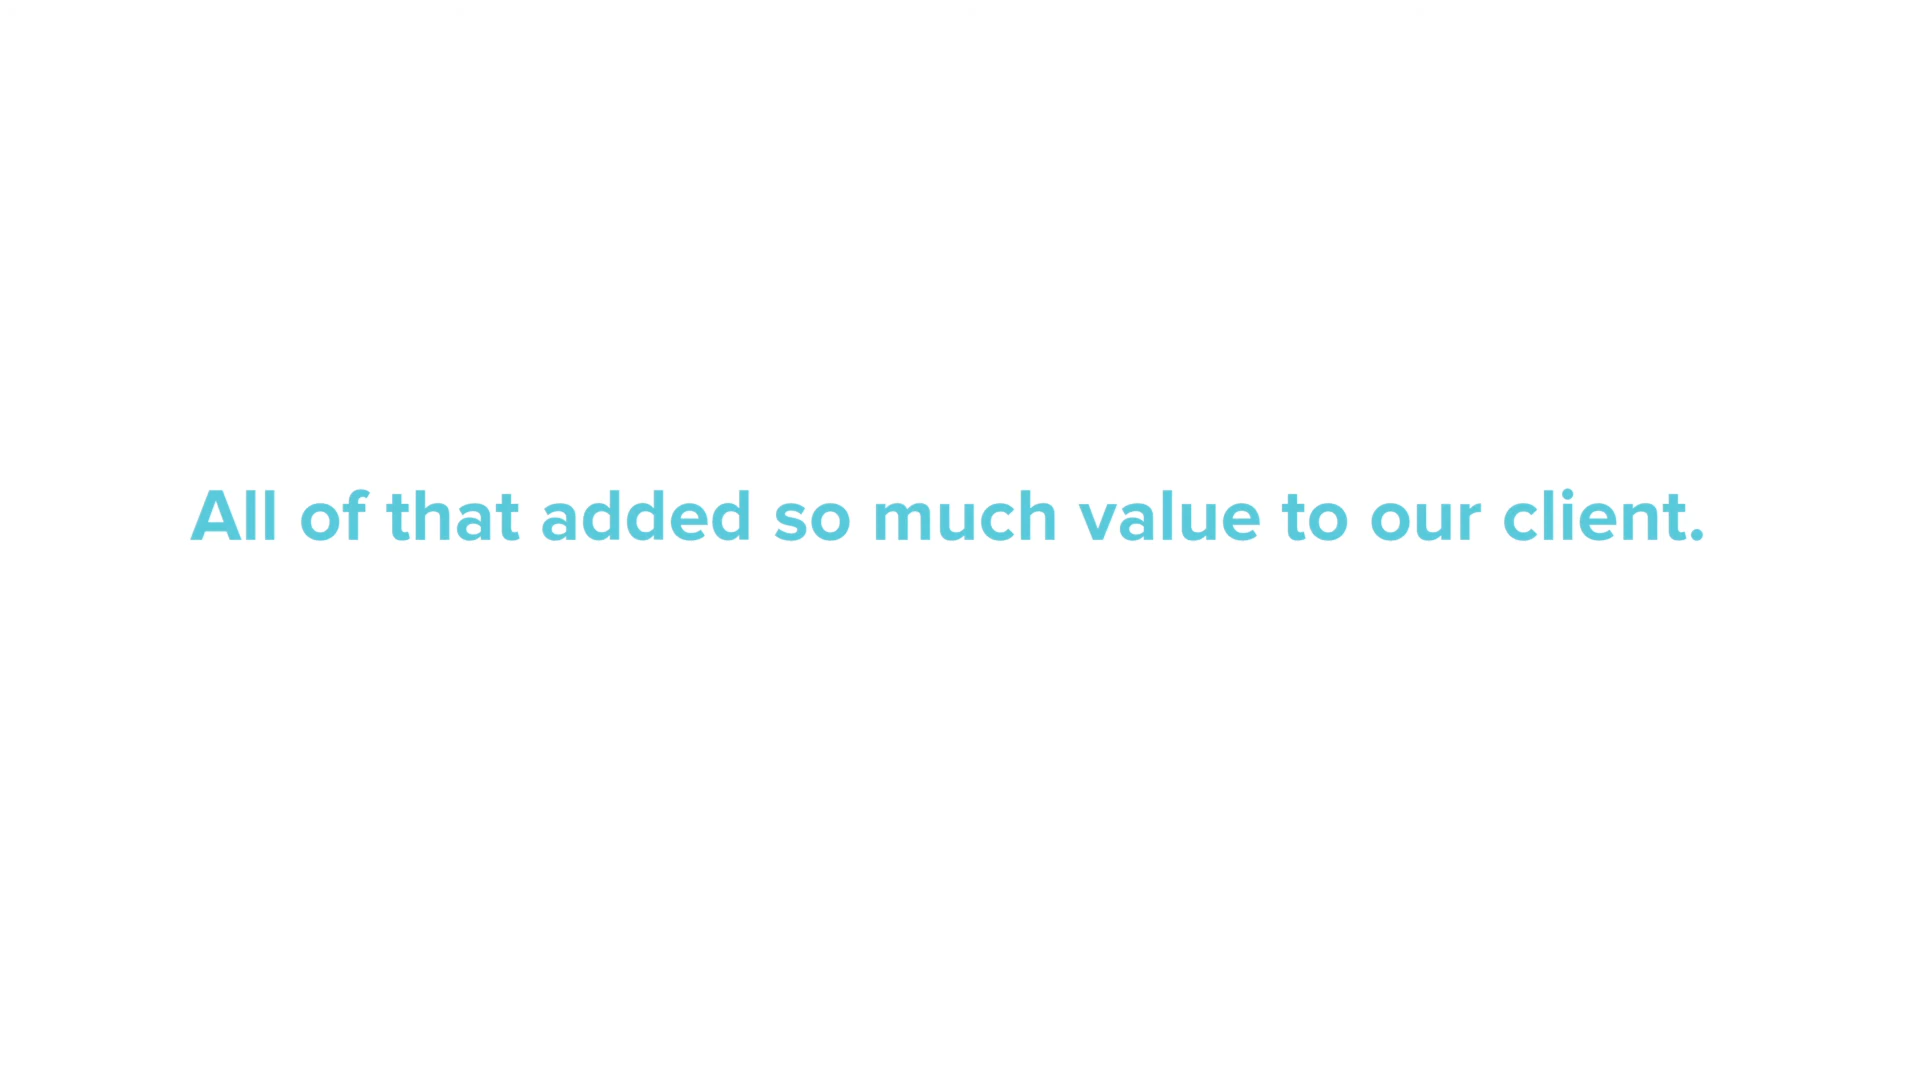 All of that added so much value to our client.